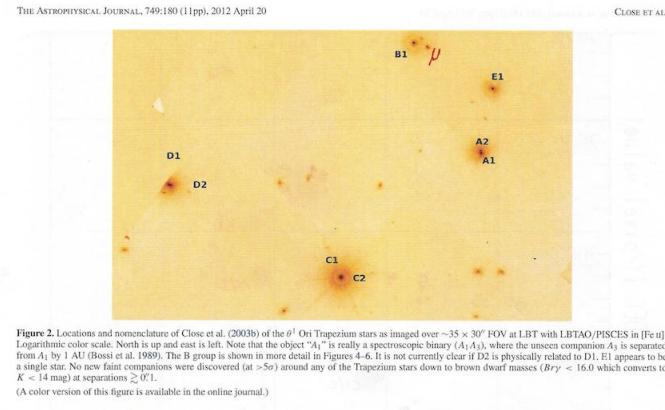 THE ASTROPHYSICAL JOURNAL, 749:180 (11pp), 2012 April 20
CLOSE ET AL
B1
μ
E1
A2
A1
D1
D2
C1
C2
Figure 2. Locations and nomenclature of Close et al. (2003b) of the θ¹ Ori Trapezium stars as imaged over ~35 × 30″ FOV at LBT with LBTAO/PISCES in [Fe II]
Logarithmic color scale. North is up and east is left. Note that the object "A₁" is really a spectroscopic binary (A₁A₃), where the unseen companion A₃ is separated
from A₁ by 1 AU (Bossi et al. 1989). The B group is shown in more detail in Figures 4–6. It is not currently clear if D2 is physically related to D1. E1 appears to be
a single star. No new faint companions were discovered (at >5σ) around any of the Trapezium stars down to brown dwarf masses (Brγ < 16.0 which converts to
K < 14 mag) at separations ≳ 0″.1.
(A color version of this figure is available in the online journal.)